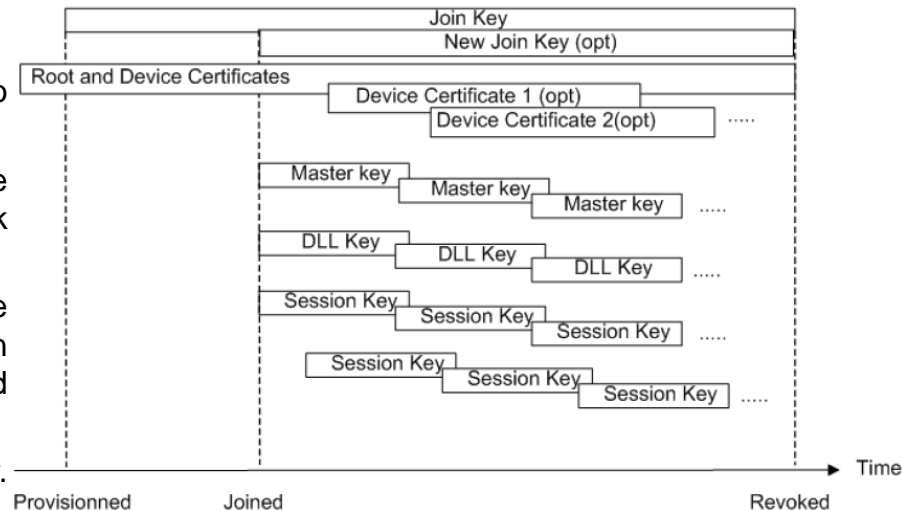 Join Key
New Join Key (opt)
Root and Device Certificates
Device Certificate 1 (opt)
Device Certificate 2(opt)
.....
Master key
Master key
Master key
.....
DLL Key
DLL Key
DLL Key
.....
Session Key
Session Key
Session Key
.....
Session Key
Session Key
Session Key
.....
Time
Provisionned
Joined
Revoked